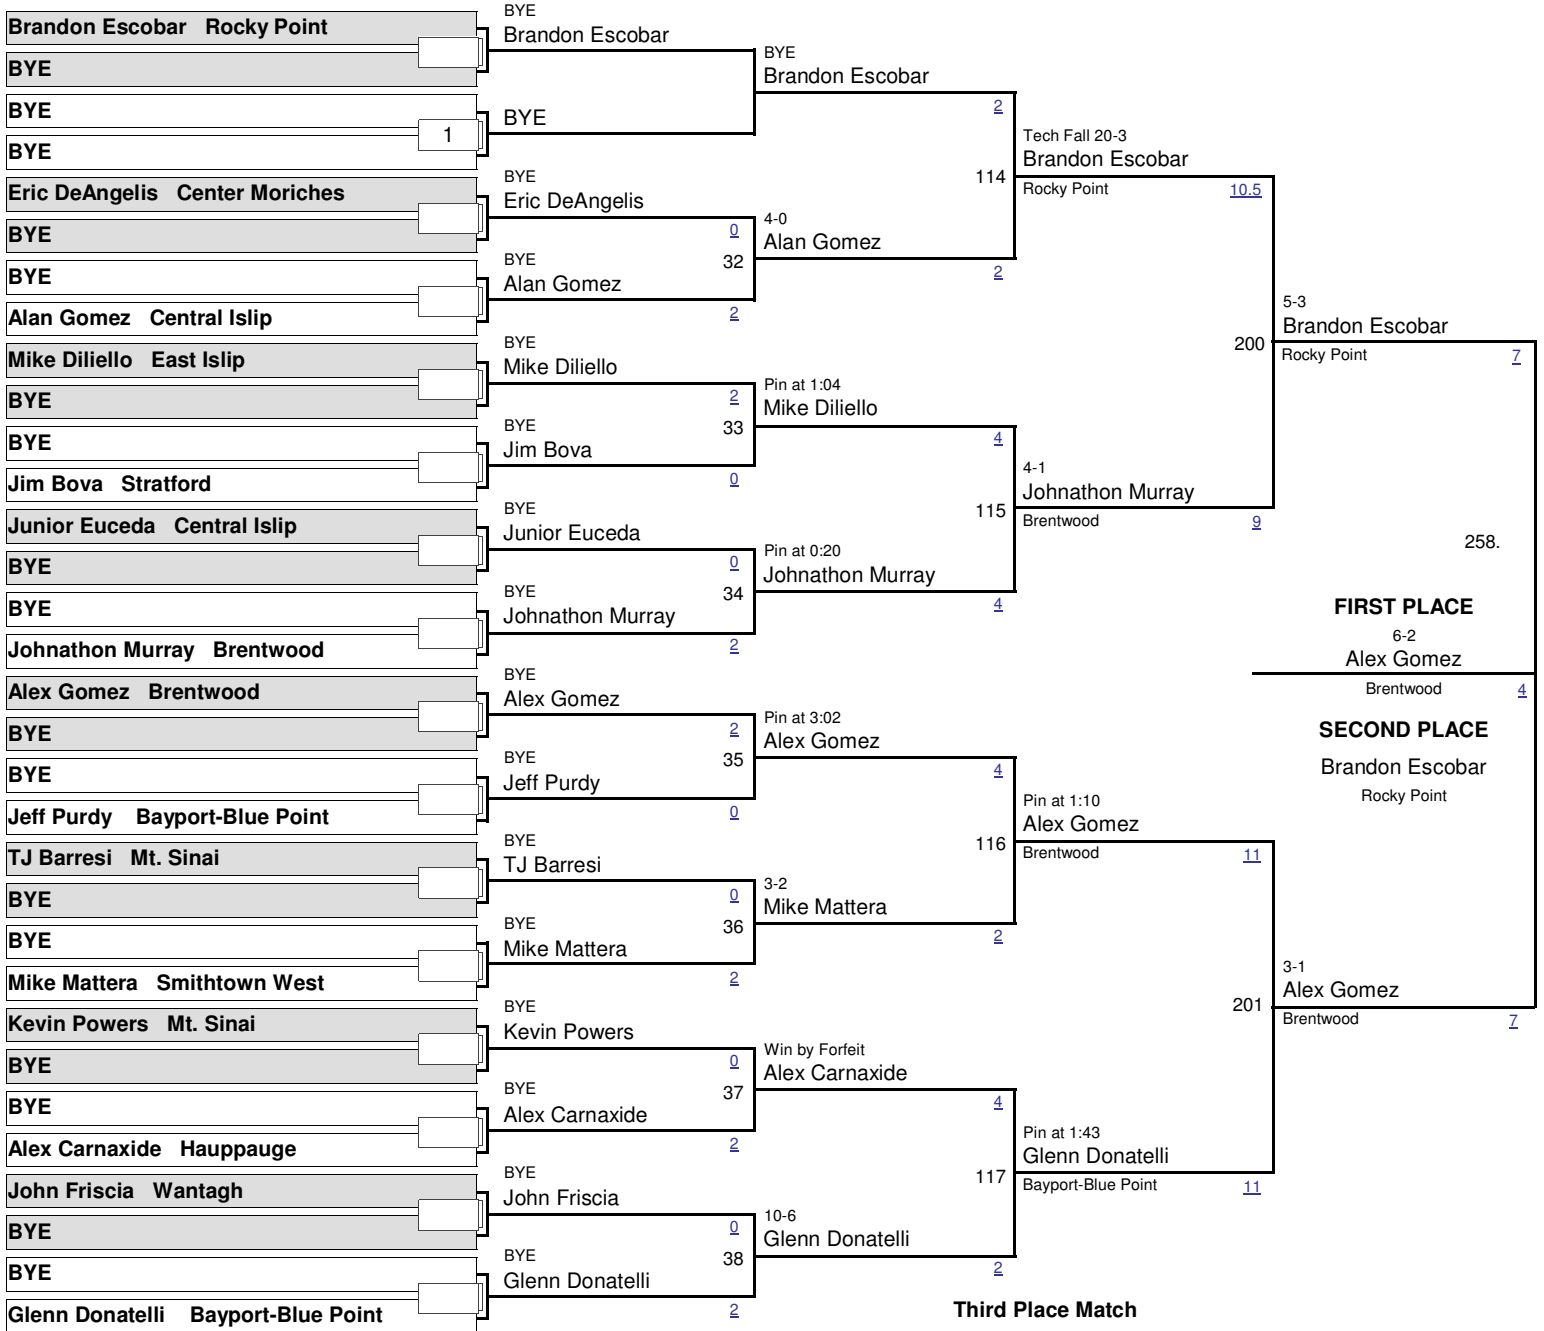 Brandon Escobar Rocky Point
BYE
BYE
1
BYE
Eric DeAngelis Center Moriches
BYE
BYE
Alan Gomez Central Islip
Mike Diliello East Islip
BYE
BYE
Jim Bova Stratford
Junior Euceda Central Islip
BYE
BYE
Johnathon Murray Brentwood
Alex Gomez Brentwood
BYE
BYE
Jeff Purdy Bayport-Blue Point
TJ Barresi Mt. Sinai
BYE
BYE
Mike Mattera Smithtown West
Kevin Powers Mt. Sinai
BYE
BYE
Alex Carnaxide Hauppauge
John Friscia Wantagh
BYE
BYE
Glenn Donatelli Bayport-Blue Point
BYE
Brandon Escobar
BYE
BYE
Eric DeAngelis
0
32
BYE
Alan Gomez
2
BYE
Mike Diliello
2
33
BYE
Jim Bova
0
BYE
Junior Euceda
0
34
BYE
Johnathon Murray
2
BYE
Alex Gomez
2
35
BYE
Jeff Purdy
0
BYE
TJ Barresi
0
36
BYE
Mike Mattera
2
BYE
Kevin Powers
0
37
BYE
Alex Carnaxide
2
BYE
John Friscia
0
38
BYE
Glenn Donatelli
2
BYE
Brandon Escobar
2
114
4-0
Alan Gomez
2
Pin at 1:04
Mike Diliello
4
115
Pin at 0:20
Johnathon Murray
4
Pin at 3:02
Alex Gomez
4
116
3-2
Mike Mattera
2
Win by Forfeit
Alex Carnaxide
4
117
10-6
Glenn Donatelli
2
Tech Fall 20-3
Brandon Escobar
Rocky Point 10.5
200
4-1
Johnathon Murray
Brentwood 9
Pin at 1:10
Alex Gomez
Brentwood 11
201
Pin at 1:43
Glenn Donatelli
Bayport-Blue Point 11
5-3
Brandon Escobar
Rocky Point 7
258.
FIRST PLACE
6-2
Alex Gomez
Brentwood 4
SECOND PLACE
Brandon Escobar
Rocky Point
3-1
Alex Gomez
Brentwood 7
Third Place Match